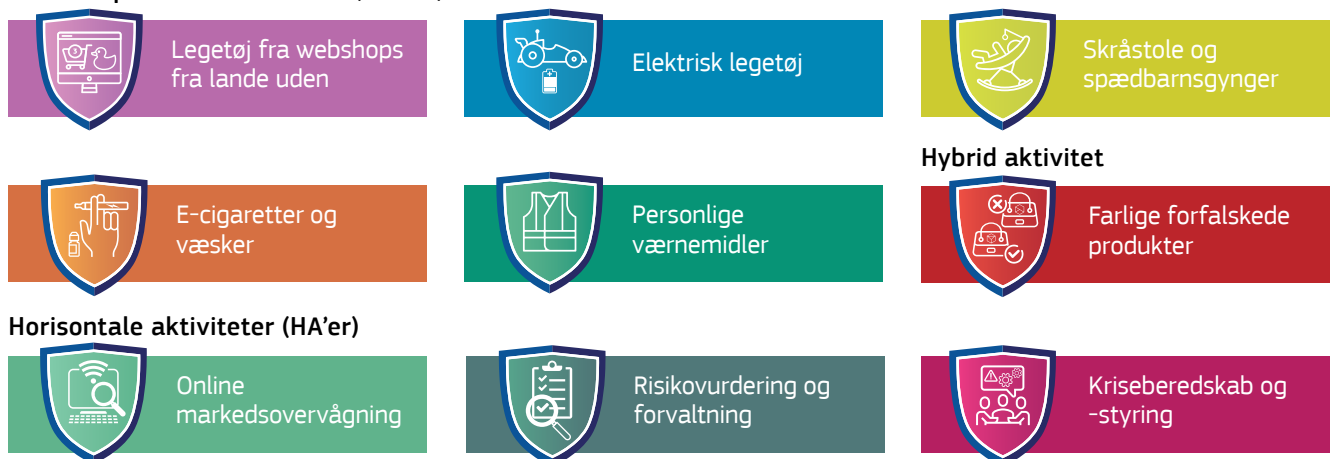 Legetøj fra webshops
fra lande uden
Elektrisk legetøj
Skråstole og
spædbarnsgynger
E-cigaretter og
væsker
Personlige
værnemidler
Hybrid aktivitet
Farlige forfalskede
produkter
Horisontale aktiviteter (HA’er)
Online
markedsovervågning
Risikovurdering og
forvaltning
Kriseberedskab og
-styring